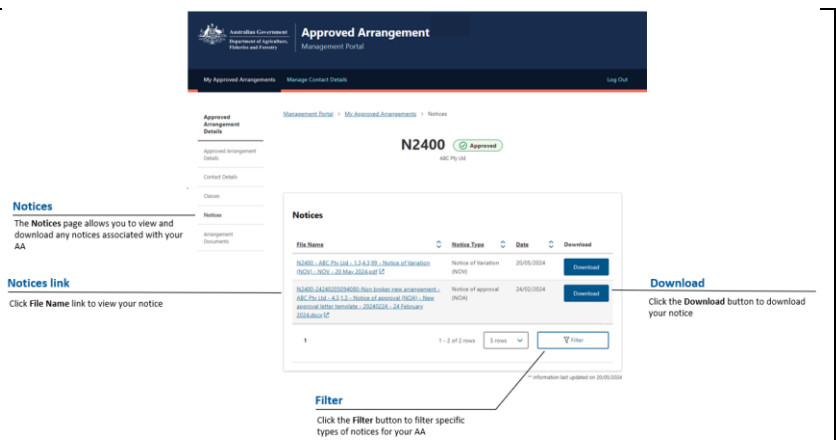 Australian Government
Department of Agriculture,
Fisheries and Forestry
Approved Arrangement
Management Portal
My Approved Arrangements
Manage Contact Details
Log Out
Approved
Arrangement
Details
Management Portal > My Approved Arrangements > Notices
N2400
Approved
ABC Pty Ltd
Approved Arrangement
Details
Contact Details
Classes
Notices
Arrangement
Documents
Notices
The Notices page allows you to view and
download any notices associated with your
AA
Notices
File Name
Notice Type
Date
Download
N2400 - ABC Pty Ltd - 1.3,4.3,99 - Notice of Variation
(NOV) - NOV - 20 May 2024.pdf
Notice of Variation
(NOV)
20/05/2024
Download
N2400-24240205094080-Non broker new arrangement -
ABC Pty Ltd - 4.3,1.3 - Notice of approval (NOA) - New
approval letter template - 20240224 - 24 February
2024.docx
Notice of approval
(NOA)
24/02/2024
Download
Notices link
Click File Name link to view your notice
Download
Click the Download button to download
your notice
1
1 - 2 of 2 rows
5 rows
Filter
** Information last updated on 20/05/2024
Filter
Click the Filter button to filter specific
types of notices for your AA